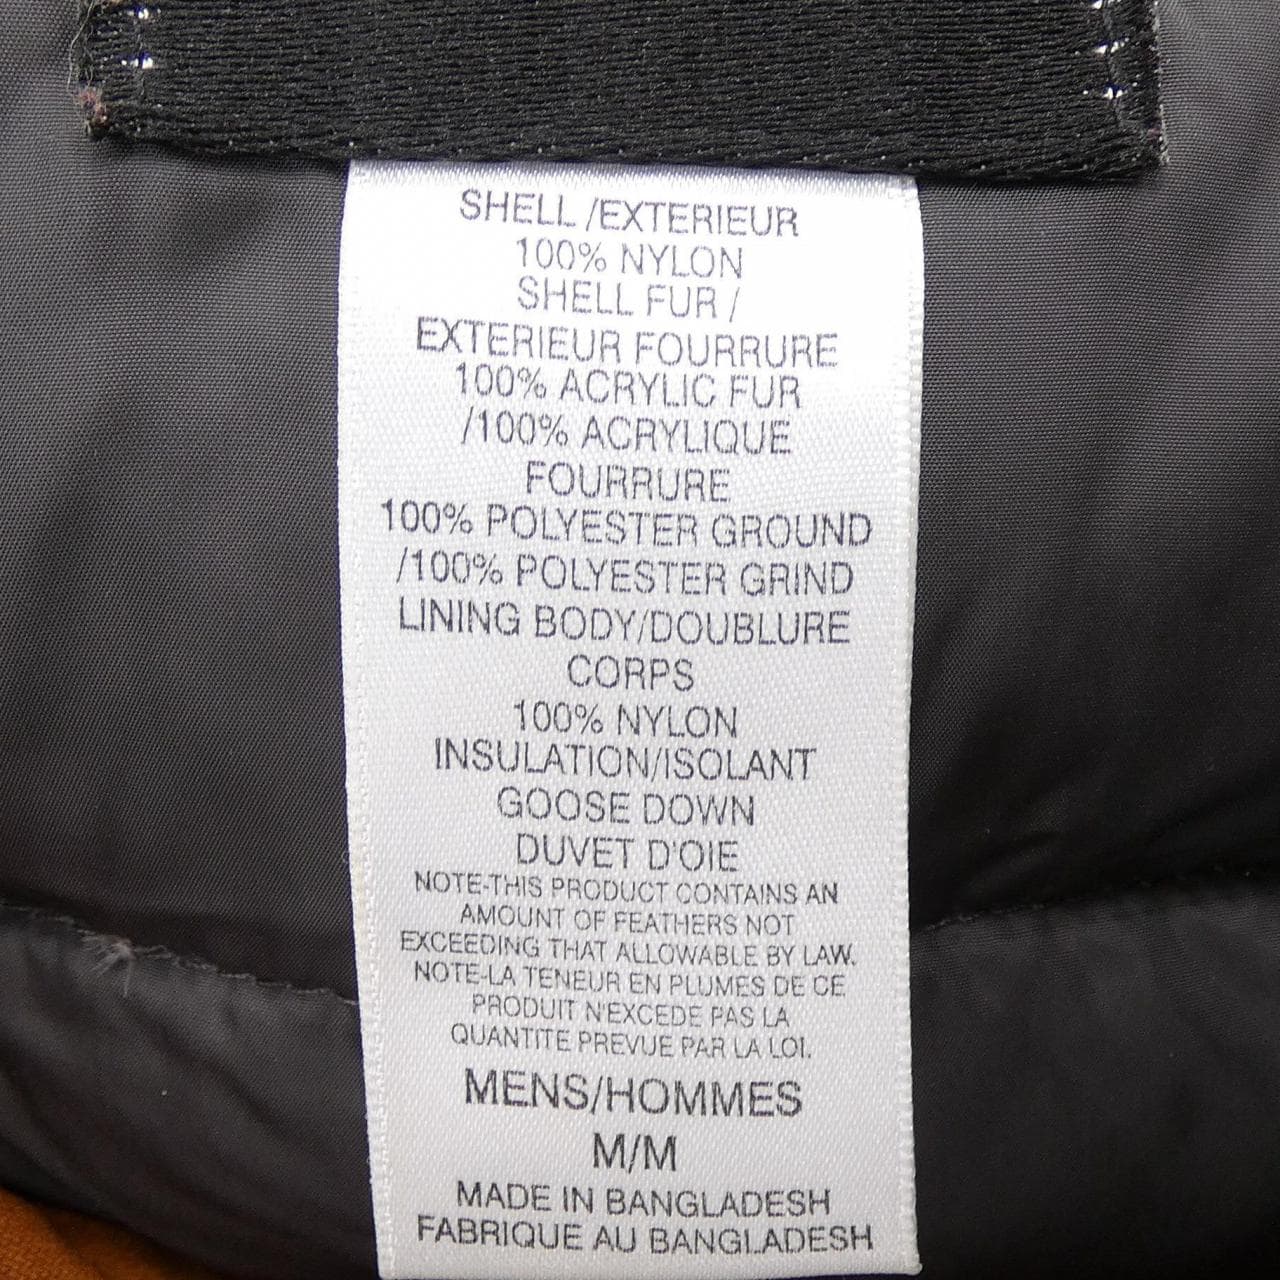 SHELL /EXTERIEUR
100% NYLON
SHELL FUR /
EXTERIEUR FOURRURE
100% ACRYLIC FUR
/100% ACRYLIQUE
FOURRURE
100% POLYESTER GROUND
/100% POLYESTER GRIND
LINING BODY/DOUBLURE
CORPS
100% NYLON
INSULATION/ISOLANT
GOOSE DOWN
DUVET D'OIE
NOTE-THIS PRODUCT CONTAINS AN
AMOUNT OF FEATHERS NOT
EXCEEDING THAT ALLOWABLE BY LAW.
NOTE-LA TENEUR EN PLUMES DE CE
PRODUIT N'EXCEDE PAS LA
QUANTITE PREVUE PAR LA LOI.
MENS/HOMMES
M/M
MADE IN BANGLADESH
FABRIQUE AU BANGLADESH